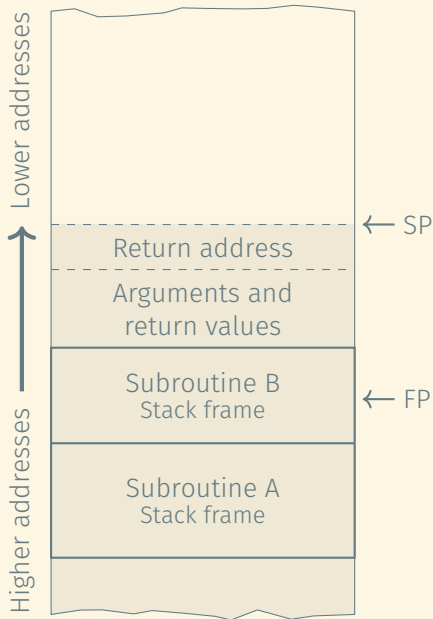 Lower addresses
Higher addresses
SP
Return address
Arguments and
return values
Subroutine B
Stack frame
FP
Subroutine A
Stack frame